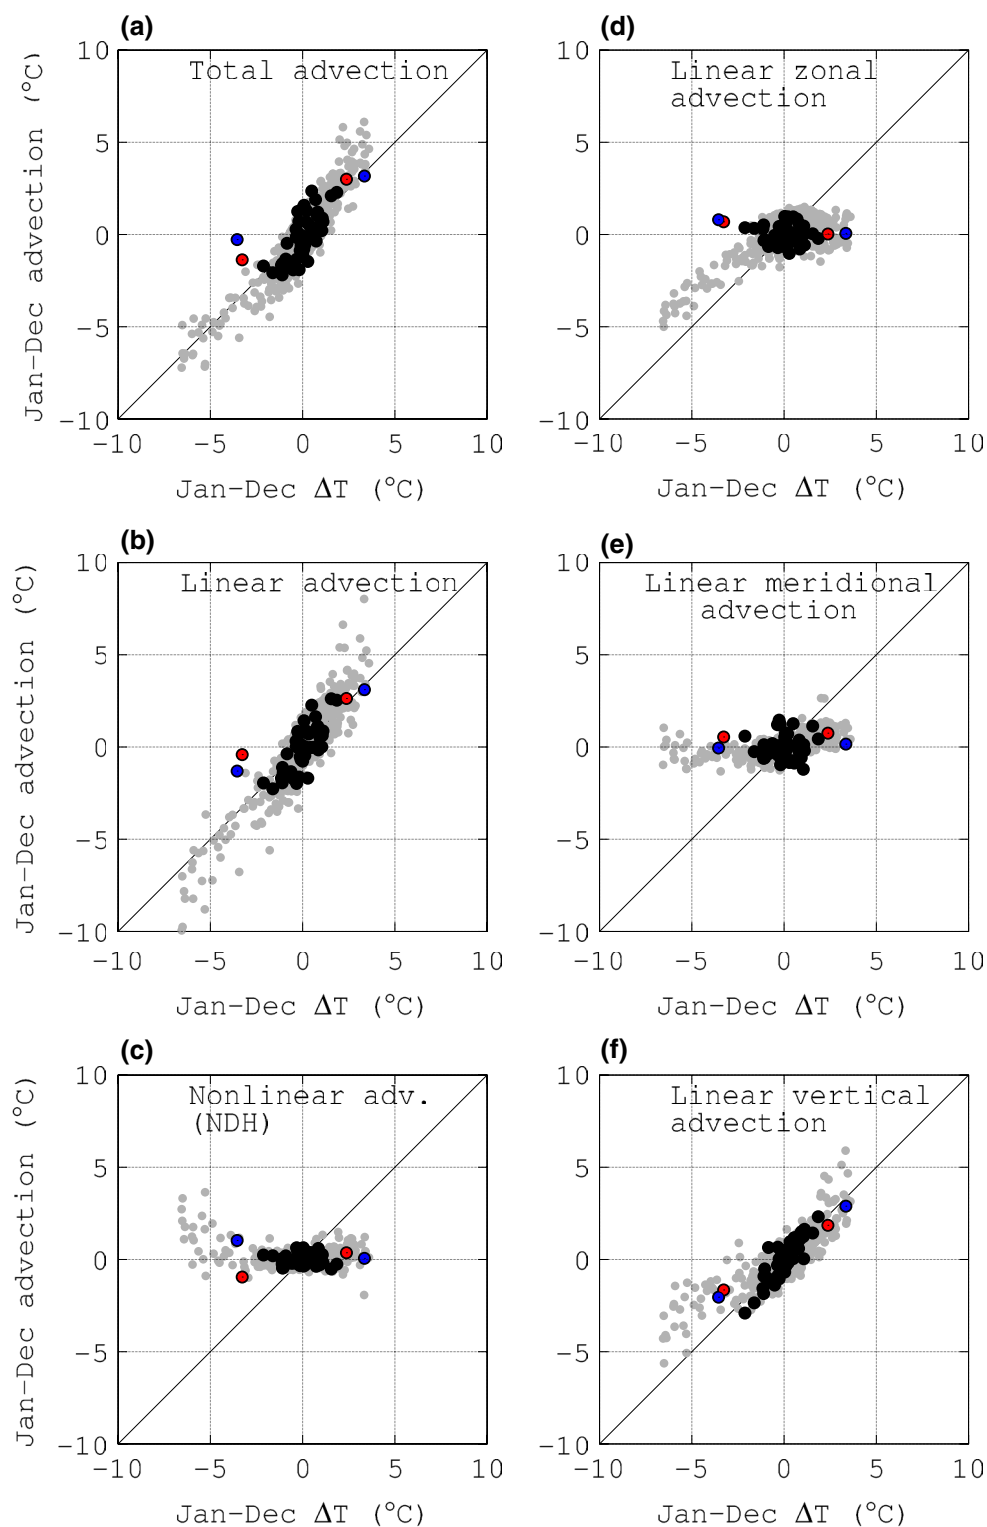 (a)
10
5
0
−5
−10
−10 −5 0 5 10
Total advection
Jan−Dec advection (°C)
Jan−Dec ΔT (°C)
(d)
10
5
0
−5
−10
−10 −5 0 5 10
Linear zonal
advection
Jan−Dec ΔT (°C)
(b)
10
5
0
−5
−10
−10 −5 0 5 10
Linear advection
Jan−Dec advection (°C)
Jan−Dec ΔT (°C)
(e)
10
5
0
−5
−10
−10 −5 0 5 10
Linear meridional
advection
Jan−Dec ΔT (°C)
(c)
10
5
0
−5
−10
−10 −5 0 5 10
Nonlinear adv.
(NDH)
Jan−Dec advection (°C)
Jan−Dec ΔT (°C)
(f)
10
5
0
−5
−10
−10 −5 0 5 10
Linear vertical
advection
Jan−Dec ΔT (°C)